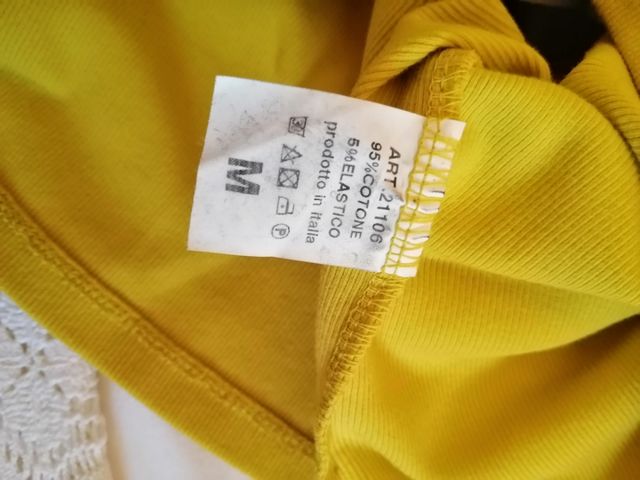 ART.21106
95%COTONE
5%ELASTICO
prodotto in italia
P
M